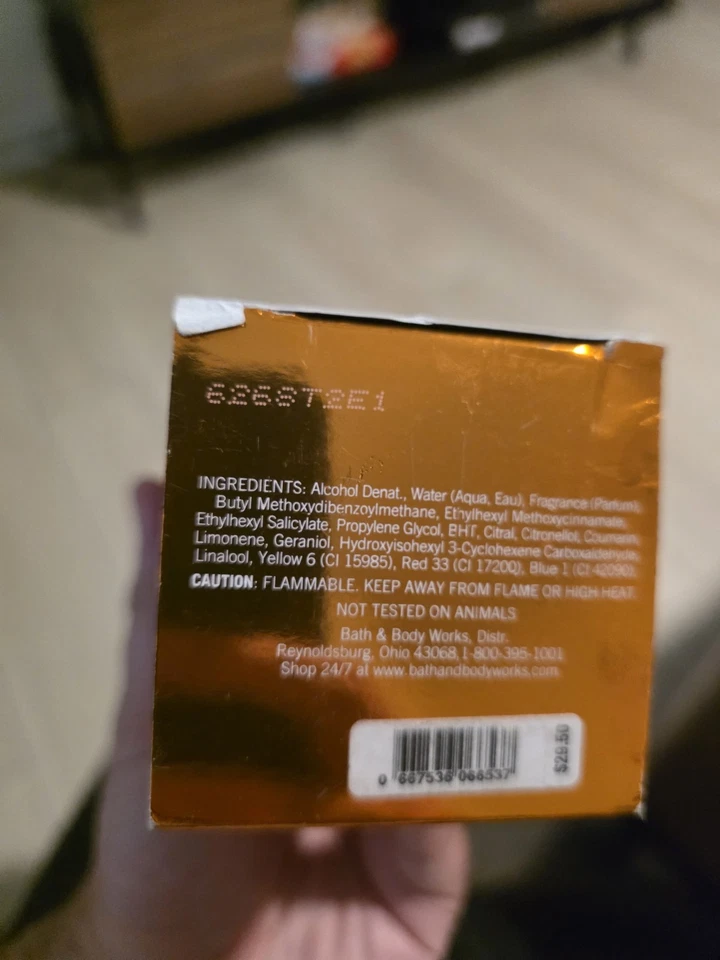 626872E1
INGREDIENTS: Alcohol Denat., Water (Aqua, Eau), Fragrance (Parfum),
Butyl Methoxydibenzoylmethane, Ethylhexyl Methoxycinnamate,
Ethylhexyl Salicylate, Propylene Glycol, BHT, Citral, Citronellol, Coumarin,
Limonene, Geraniol, Hydroxyisohexyl 3-Cyclohexene Carboxaldehyde,
Linalool, Yellow 6 (CI 15985), Red 33 (CI 17200), Blue 1 (CI 42090).
CAUTION: FLAMMABLE. KEEP AWAY FROM FLAME OR HIGH HEAT.
NOT TESTED ON ANIMALS
Bath & Body Works, Distr.
Reynoldsburg, Ohio 43068, 1-800-395-1001
Shop 24/7 at www.bathandbodyworks.com
0 667536 066537
$29.50